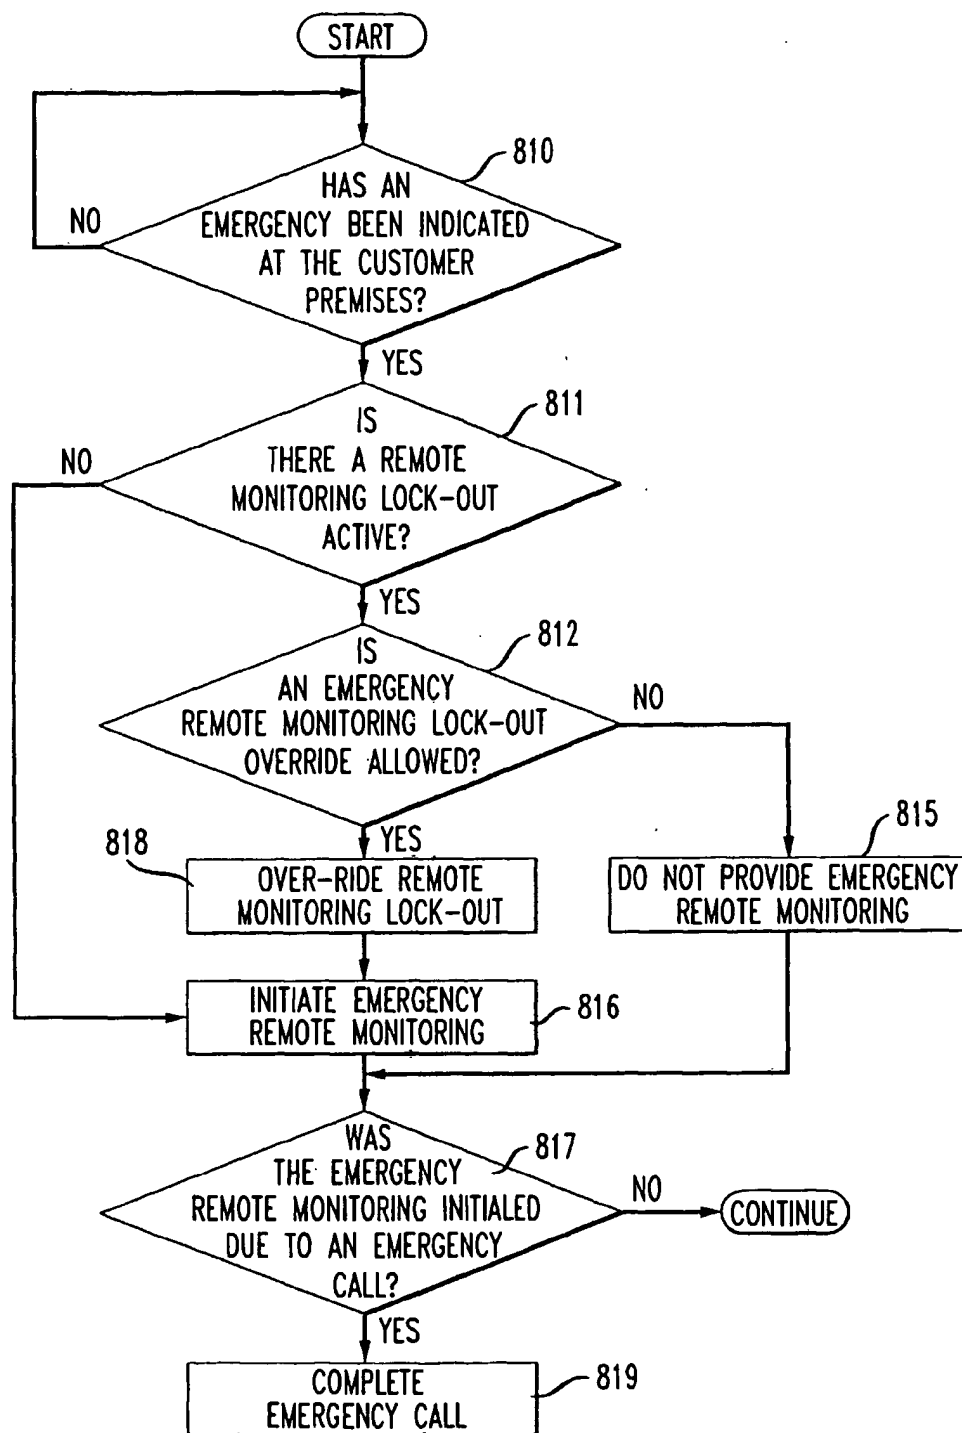 START
810
HAS AN
EMERGENCY BEEN INDICATED
AT THE CUSTOMER
PREMISES?
NO
YES
811
IS
THERE A REMOTE
MONITORING LOCK-OUT
ACTIVE?
NO
YES
812
IS
AN EMERGENCY
REMOTE MONITORING LOCK-OUT
OVERRIDE ALLOWED?
NO
YES
818
OVER-RIDE REMOTE
MONITORING LOCK-OUT
815
DO NOT PROVIDE EMERGENCY
REMOTE MONITORING
INITIATE EMERGENCY
REMOTE MONITORING
816
WAS
THE EMERGENCY
REMOTE MONITORING INITIALED
DUE TO AN EMERGENCY
CALL?
817
NO
CONTINUE
YES
COMPLETE
EMERGENCY CALL
819